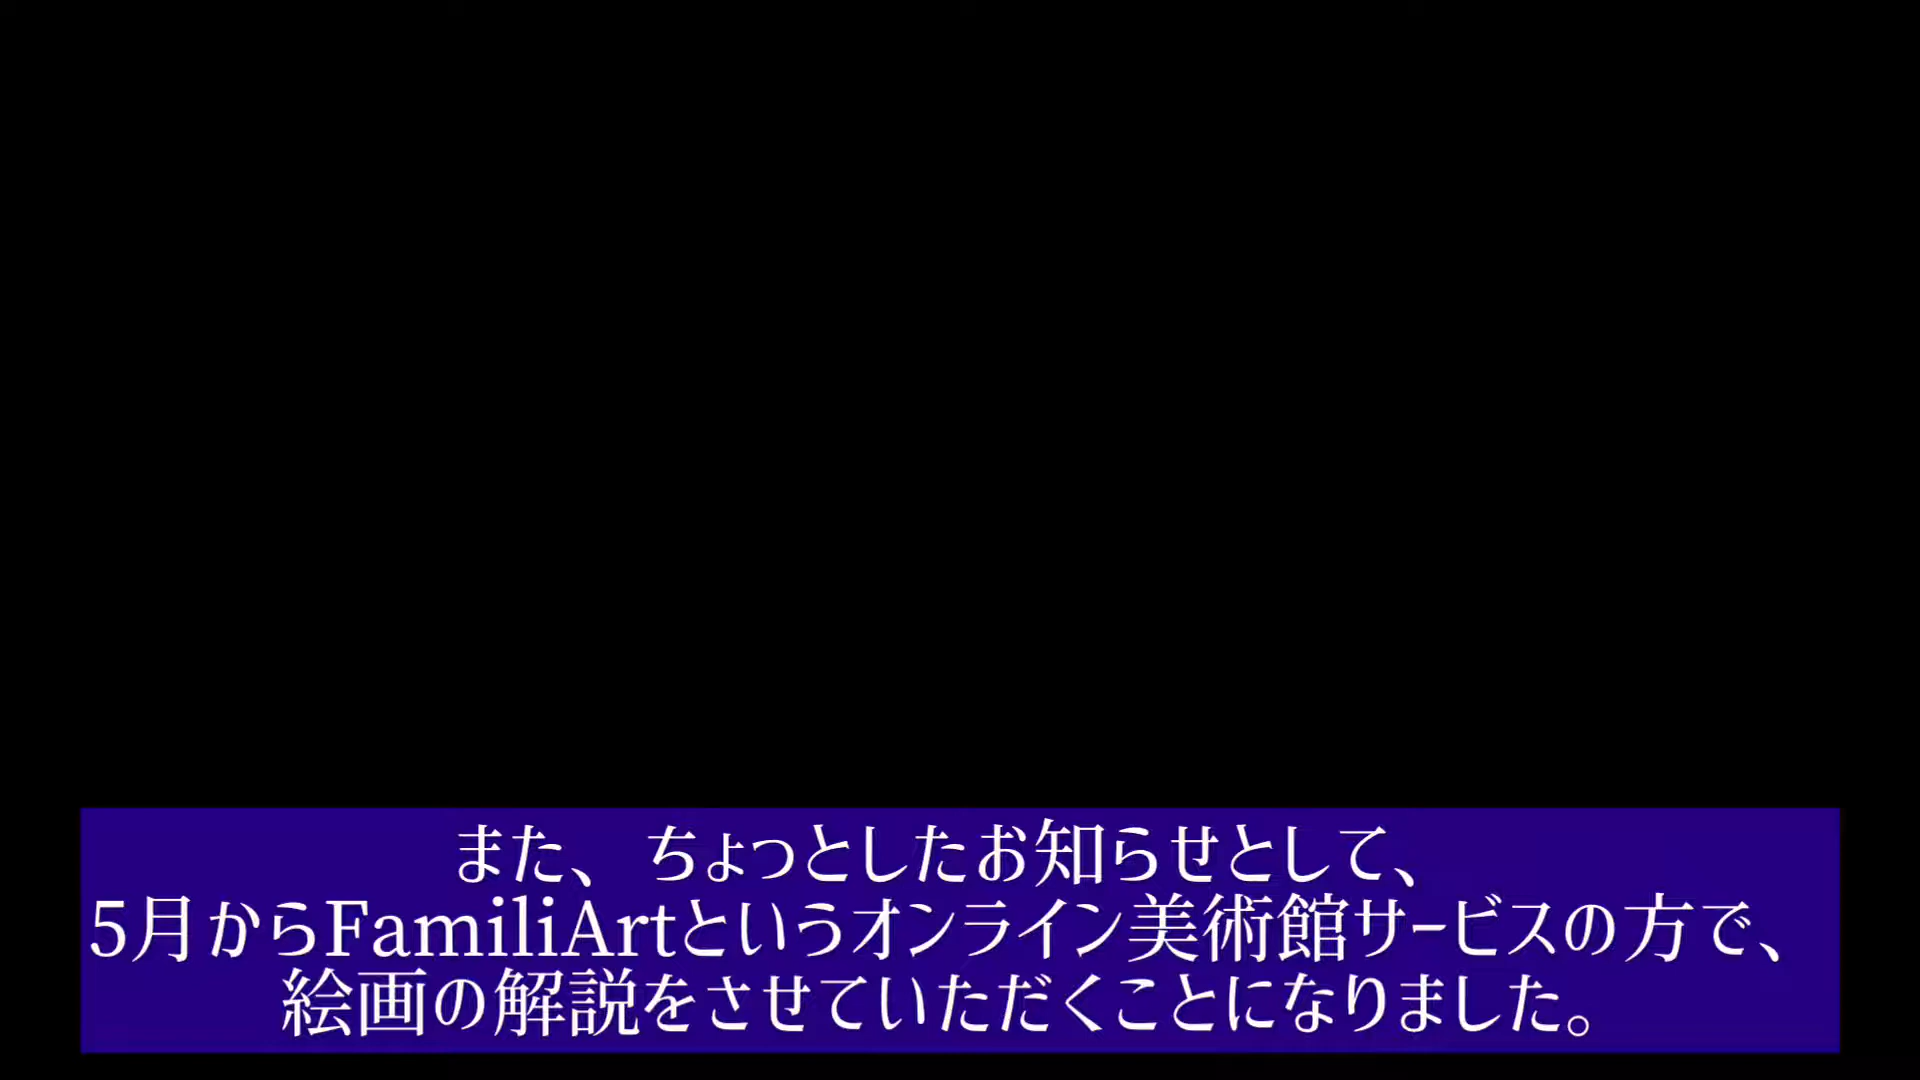 また、ちょっとしたお知らせとして、
5月からFamiliArtというオンライン美術館サービスの方で、
絵画の解説をさせていただくことになりました。